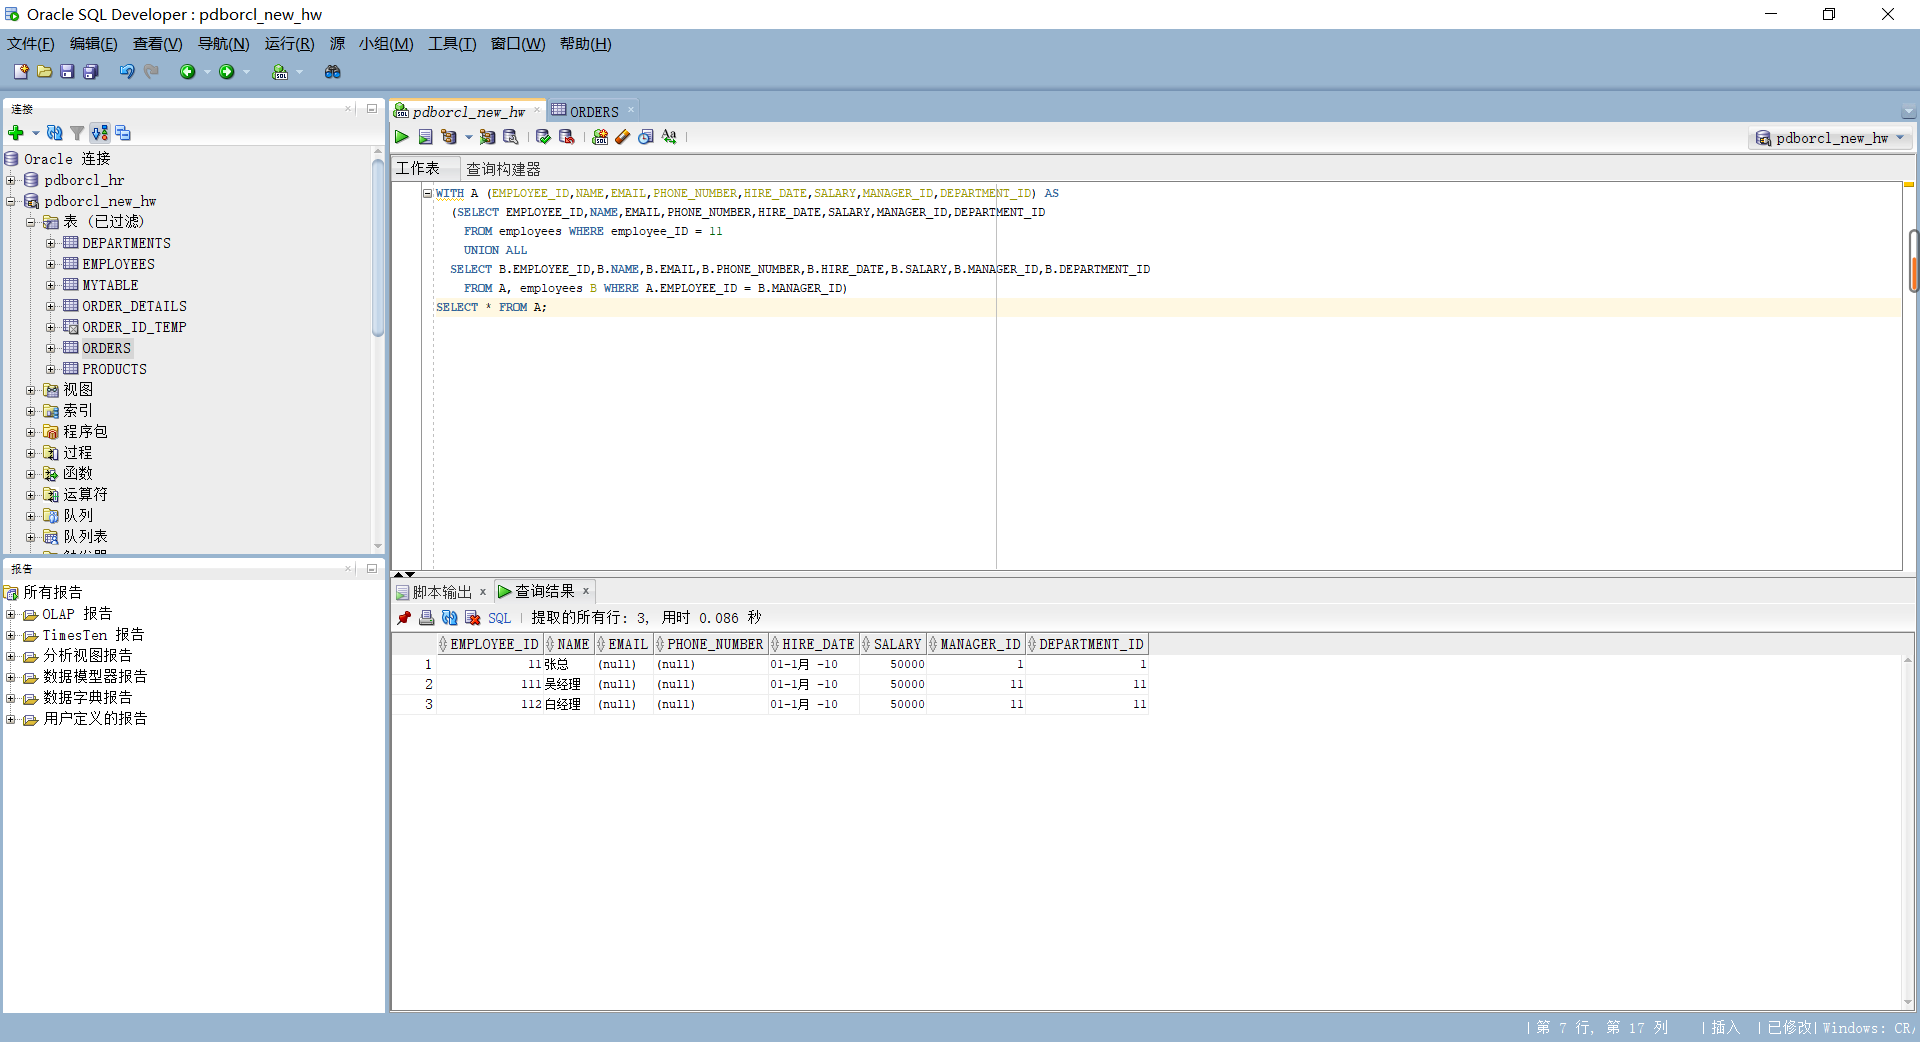 Oracle SQL Developer : pdborcl_new_hw
文件(F) 编辑(E) 查看(V) 导航(N) 运行(R) 源 小组(M) 工具(T) 窗口(W) 帮助(H)
连接
Oracle 连接
pdborcl_hr
pdborcl_new_hw
表 (已过滤)
DEPARTMENTS
EMPLOYEES
MYTABLE
ORDER_DETAILS
ORDER_ID_TEMP
ORDERS
PRODUCTS
视图
索引
程序包
过程
函数
运算符
队列
队列表
报告
所有报告
OLAP 报告
TimesTen 报告
分析视图报告
数据模型器报告
数据字典报告
用户定义的报告
pdborcl_new_hw ORDERS
pdborcl_new_hw
工作表 查询构建器
WITH A (EMPLOYEE_ID,NAME,EMAIL,PHONE_NUMBER,HIRE_DATE,SALARY,MANAGER_ID,DEPARTMENT_ID) AS
(SELECT EMPLOYEE_ID,NAME,EMAIL,PHONE_NUMBER,HIRE_DATE,SALARY,MANAGER_ID,DEPARTMENT_ID
FROM employees WHERE employee_ID = 11
UNION ALL
SELECT B.EMPLOYEE_ID,B.NAME,B.EMAIL,B.PHONE_NUMBER,B.HIRE_DATE,B.SALARY,B.MANAGER_ID,B.DEPARTMENT_ID
FROM A, employees B WHERE A.EMPLOYEE_ID = B.MANAGER_ID)
SELECT * FROM A;
脚本输出 × 查询结果 ×
SQL | 提取的所有行: 3, 用时 0.086 秒
EMPLOYEE_ID NAME EMAIL PHONE_NUMBER HIRE_DATE SALARY MANAGER_ID DEPARTMENT_ID
1 11 张总 (null) (null) 01-1月 -10 50000 1 1
2 111 吴经理 (null) (null) 01-1月 -10 50000 11 11
3 112 白经理 (null) (null) 01-1月 -10 50000 11 11
| 第 7 行, 第 17 列 | 插入 | 已修改| Windows: CR/